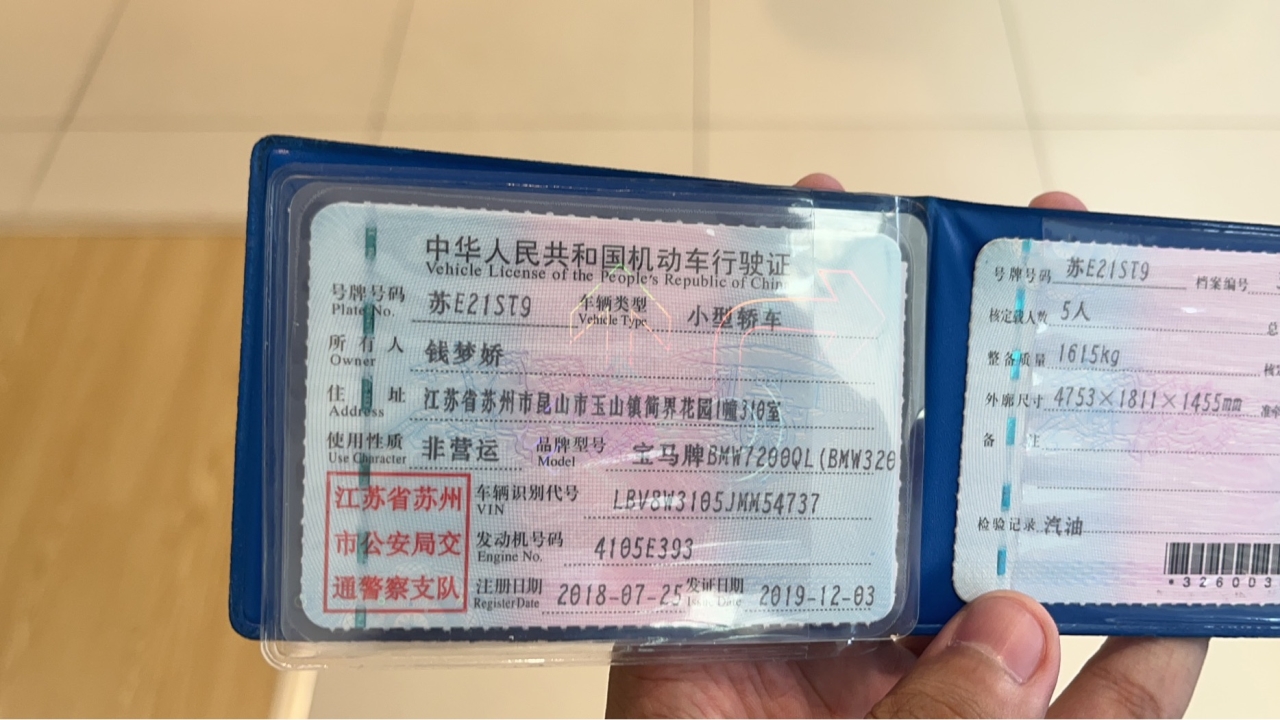 中华人民共和国机动车行驶证
Vehicle License of the People's Republic of China
号牌号码 苏E21ST9 车辆类型 小型轿车
Plate No. Vehicle Type
所有人 钱梦娇
Owner
住址 江苏省苏州市昆山市玉山镇简界花园1幢310室
Address
使用性质 非营运 品牌型号 宝马牌BMW7200QL(BMW320
Use Character Model
江苏省苏州
市公安局交
通警察支队
车辆识别代号 LBV8W3105JMM54737
VIN
发动机号码 4105E393
Engine No.
注册日期 2018-07-25 发证日期 2019-12-03
Register Date Issue Date
号牌号码 苏E21ST9 档案编号
核定载人数 5人 总
整备质量 1615kg 核定
外廓尺寸 4753×1811×1455mm 准牵
备注
检验记录 汽油
*326003